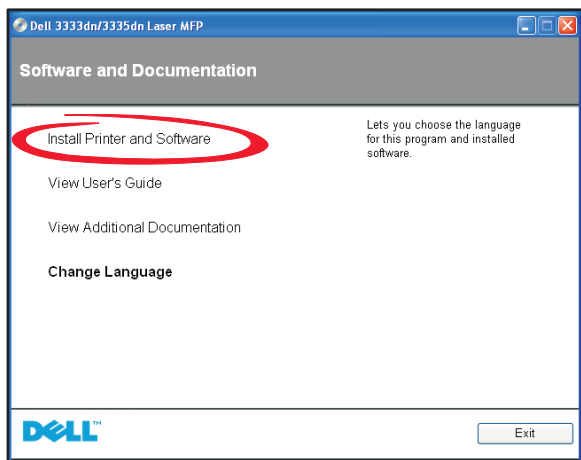 Dell 3333dn/3335dn Laser MFP
Software and Documentation
Install Printer and Software
Lets you choose the language
for this program and installed
software.
View User's Guide
View Additional Documentation
Change Language
DELL™
Exit